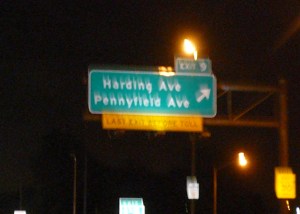 EXIT 9
Harding Ave
Pennyfield Ave
LAST EXIT BEFORE TOLL